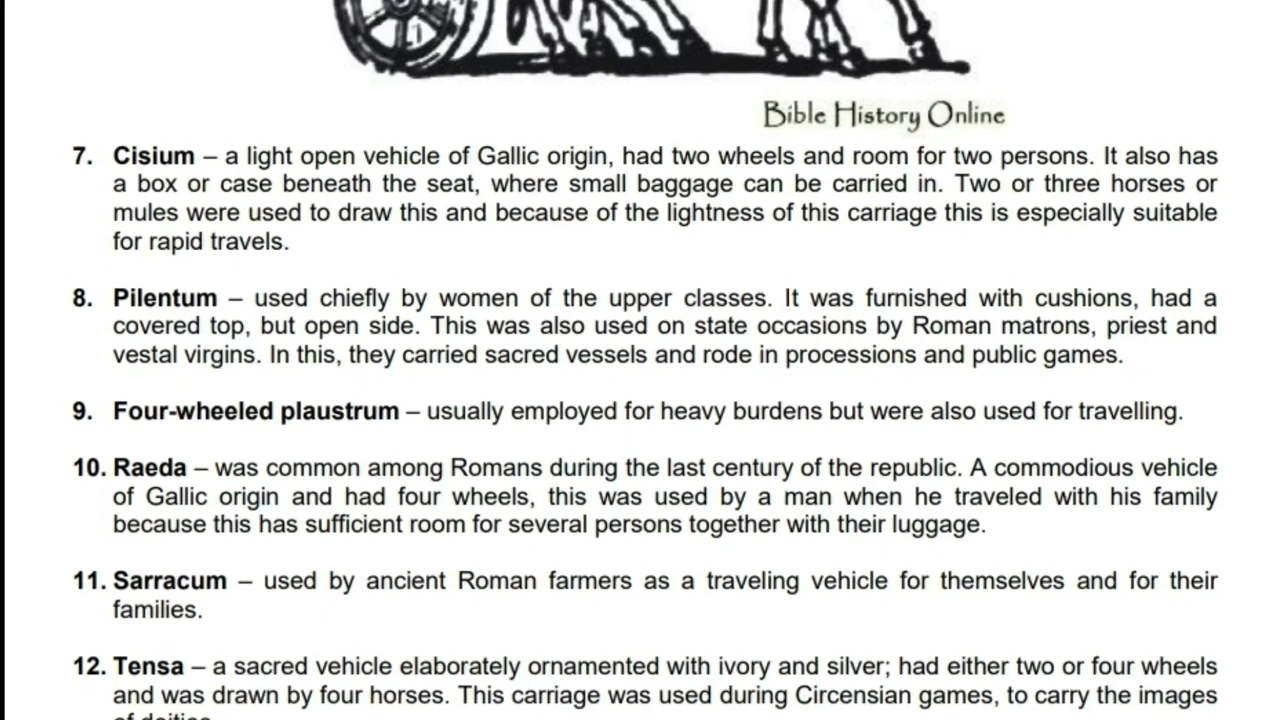 Bible History Online
7. Cisium – a light open vehicle of Gallic origin, had two wheels and room for two persons. It also has
a box or case beneath the seat, where small baggage can be carried in. Two or three horses or
mules were used to draw this and because of the lightness of this carriage this is especially suitable
for rapid travels.
8. Pilentum – used chiefly by women of the upper classes. It was furnished with cushions, had a
covered top, but open side. This was also used on state occasions by Roman matrons, priest and
vestal virgins. In this, they carried sacred vessels and rode in processions and public games.
9. Four-wheeled plaustrum – usually employed for heavy burdens but were also used for travelling.
10. Raeda – was common among Romans during the last century of the republic. A commodious vehicle
of Gallic origin and had four wheels, this was used by a man when he traveled with his family
because this has sufficient room for several persons together with their luggage.
11. Sarracum – used by ancient Roman farmers as a traveling vehicle for themselves and for their
families.
12. Tensa – a sacred vehicle elaborately ornamented with ivory and silver; had either two or four wheels
and was drawn by four horses. This carriage was used during Circensian games, to carry the images
of deities